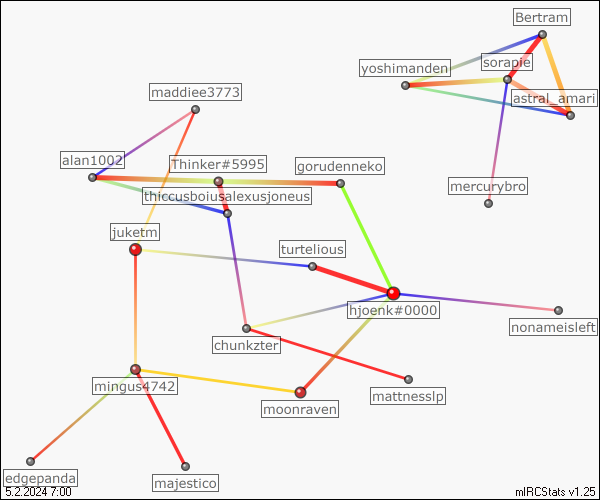 Bertram
sorapie
yoshimanden
astral_amari
maddiee3773
alan1002
Thinker#5995
gorudenneko
mercurybro
thiccusboiusalexusjoneus
juketm
turtelious
hjoenk#0000
nonameisleft
chunkzter
mingus4742
mattnesslp
moonraven
edgepanda
majestico
5.2.2024 7:00
mIRCStats v1.25